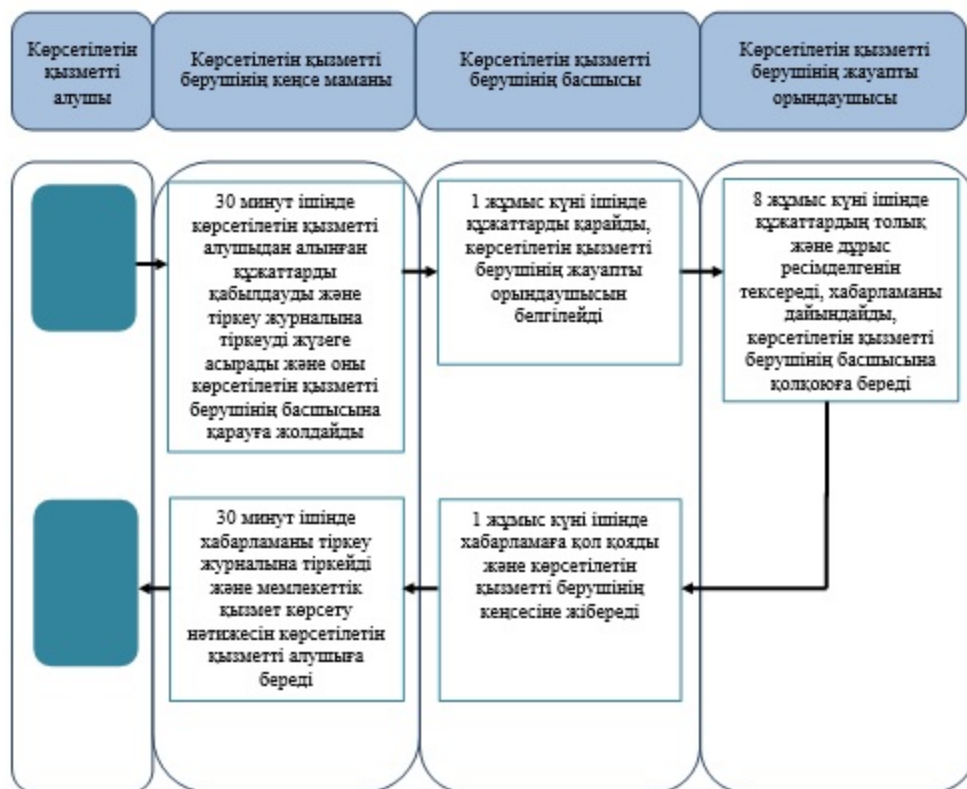 Көрсетілетін
қызметті
алушы
Көрсетілетін қызметті
берушінің кеңсе маманы
Көрсетілетін қызметті
берушінің басшысы
Көрсетілетін қызметті
берушінің жауапты
орындаушысы
30 минут ішінде
көрсетілетін қызметті
алушыдан алынған
құжаттарды
қабылдауды және
тіркеу журналына
тіркеуді жүзеге
асырады және оны
көрсетілетін қызметті
берушінің басшысына
қарауға жолдайды
1 жұмыс күні ішінде
құжаттарды қарайды,
көрсетілетін қызметті
берушінің жауапты
орындаушысын
белгілейді
8 жұмыс күні ішінде
құжаттардың толық
және дұрыс
ресімделгенін
тексереді, хабарламаны
дайындайды,
көрсетілетін қызметті
берушінің басшысына
қолқоюға береді
30 минут ішінде
хабарламаны тіркеу
журналына тіркейді
және мемлекеттік
қызмет көрсету
нәтижесін көрсетілетін
қызметті алушыға
береді
1 жұмыс күні ішінде
хабарламаға қол қояды
және көрсетілетін
қызметті берушінің
кеңсесіне жібереді